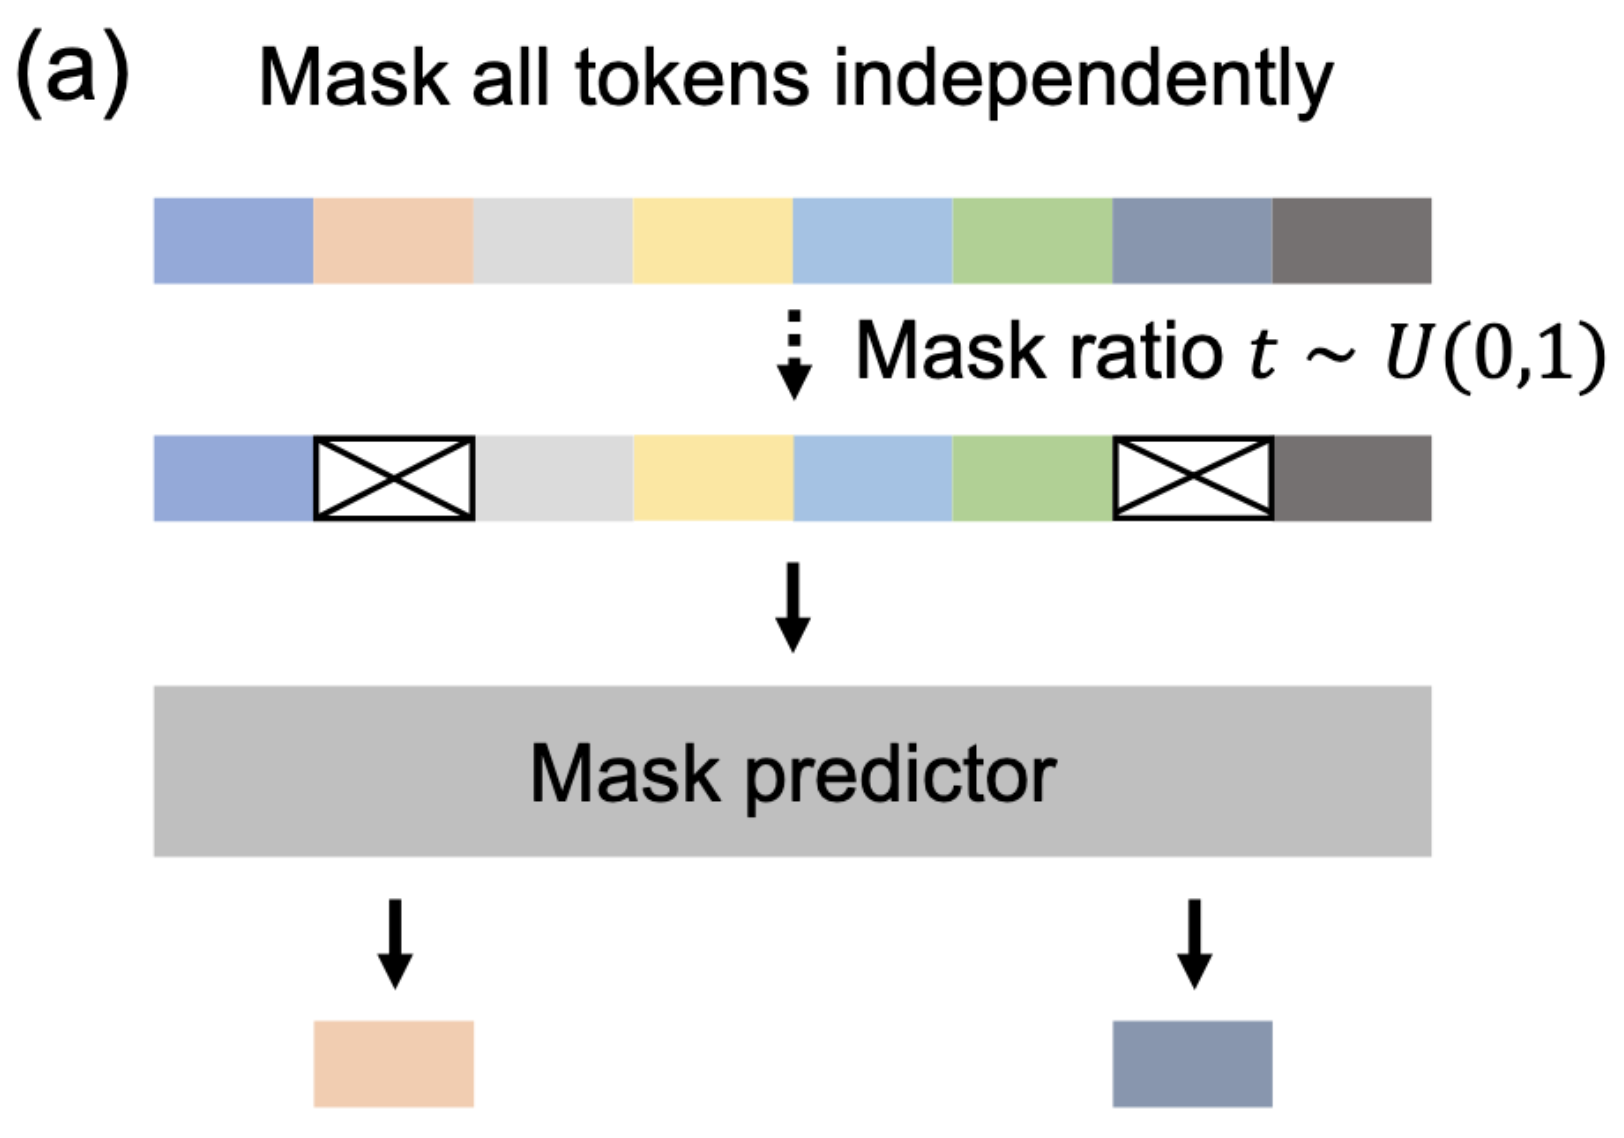 (a) Mask all tokens independently
Mask ratio t ~ U(0,1)
Mask predictor